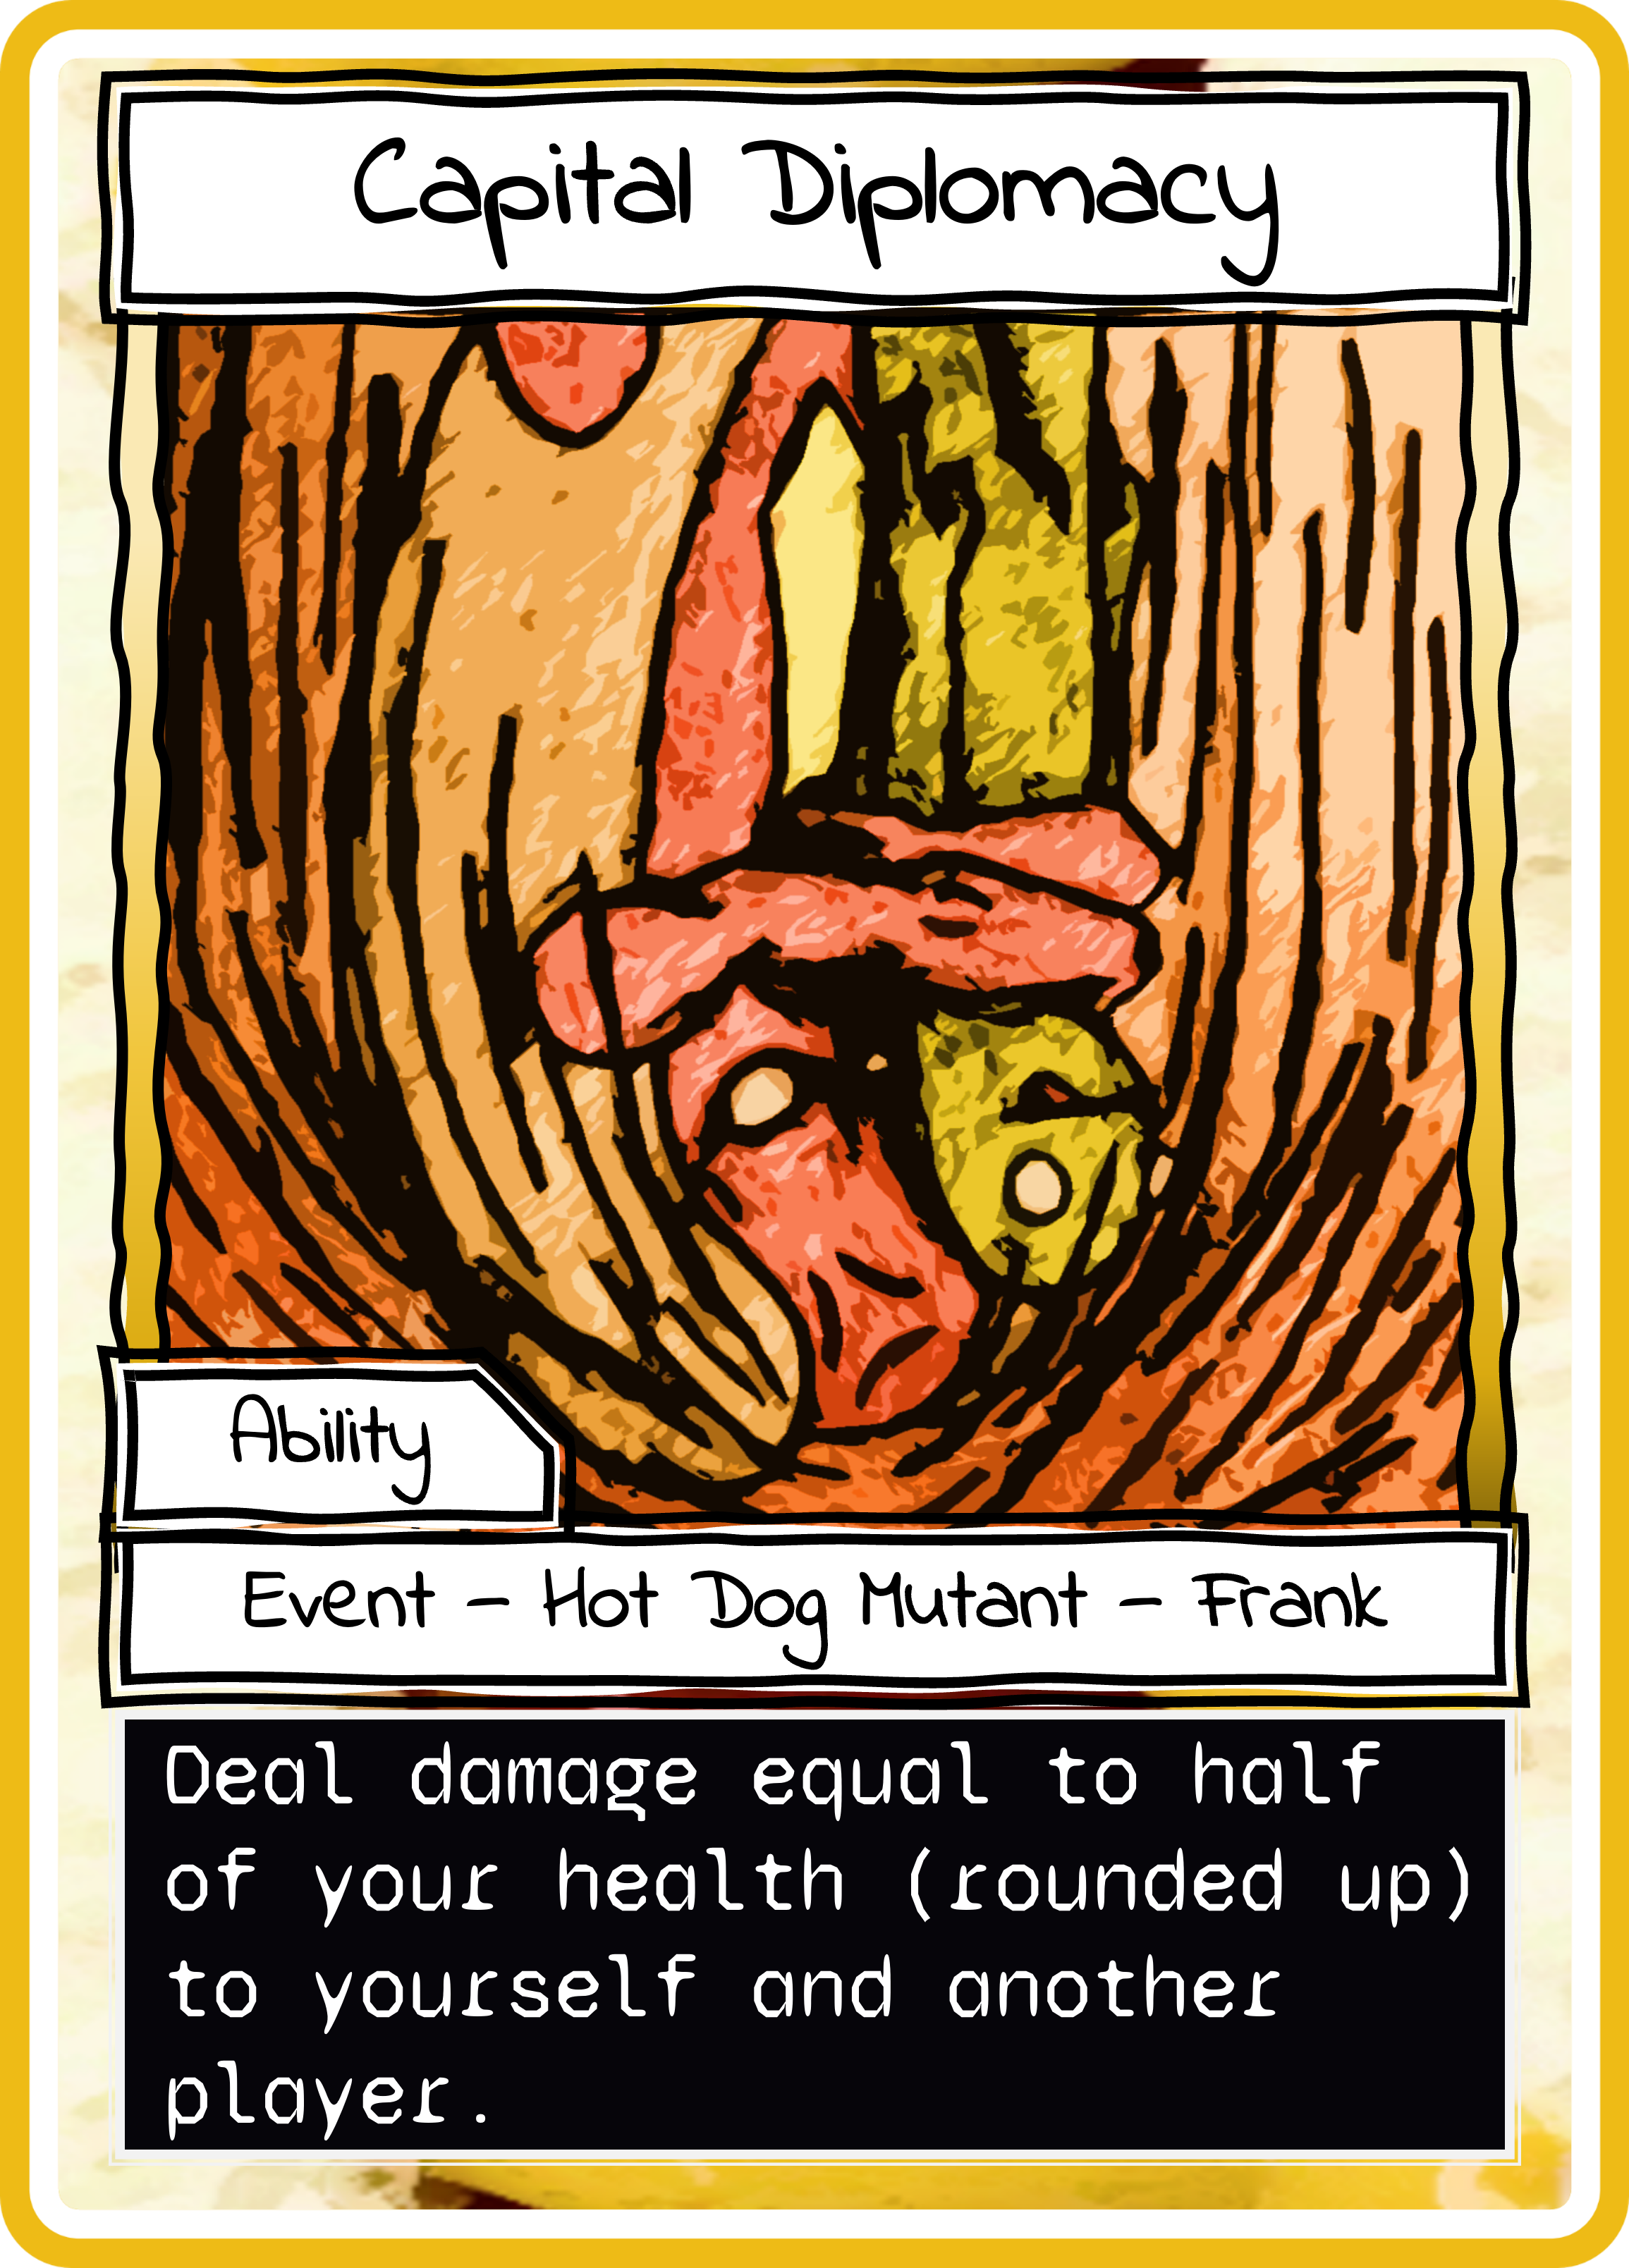 Capital Diplomacy
Ability
Event – Hot Dog Mutant – Frank
Deal damage equal to half
of your health (rounded up)
to yourself and another
player.